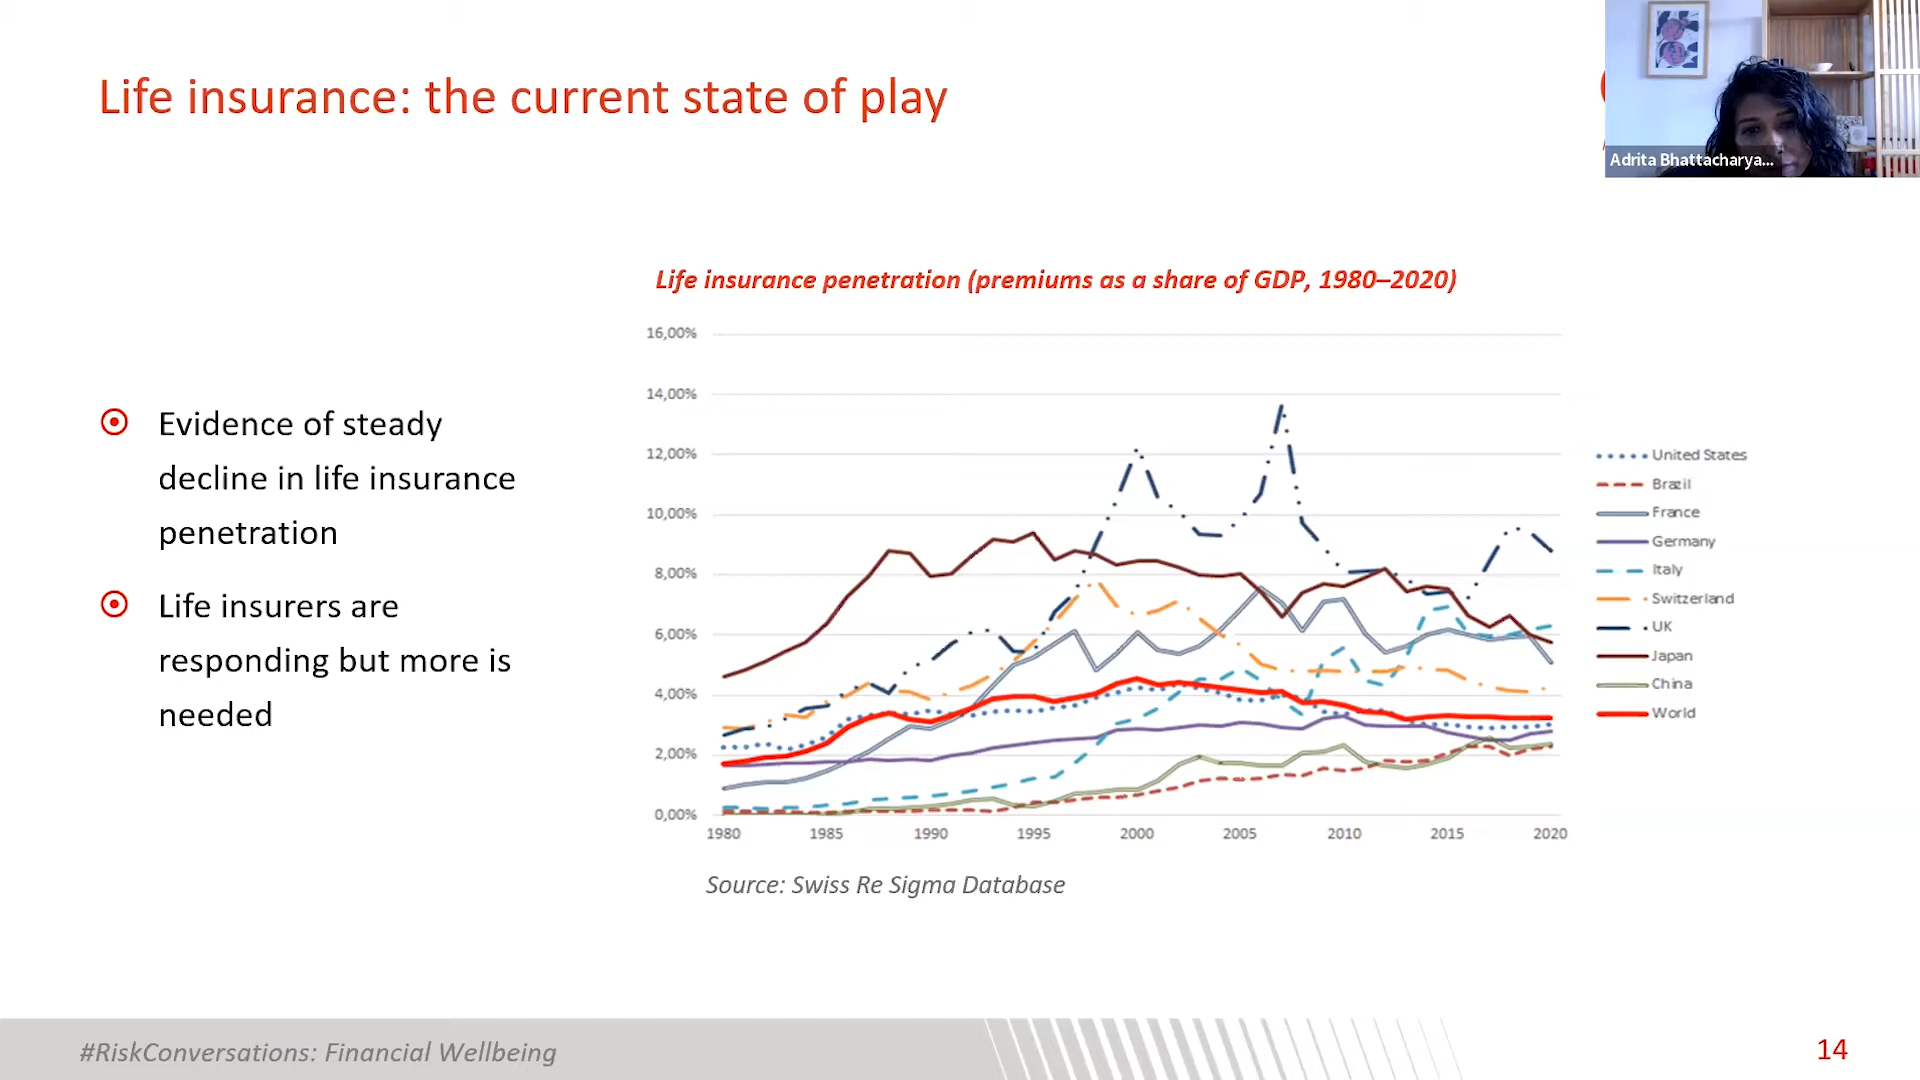 Life insurance: the current state of play
Adrita Bhattacharya...
Life insurance penetration (premiums as a share of GDP, 1980–2020)
Evidence of steady
decline in life insurance
penetration
Life insurers are
responding but more is
needed
16,00%
14,00%
12,00%
10,00%
8,00%
6,00%
4,00%
2,00%
0,00%
1980 1985 1990 1995 2000 2005 2010 2015 2020
United States
Brazil
France
Germany
Italy
Switzerland
UK
Japan
China
World
Source: Swiss Re Sigma Database
#RiskConversations: Financial Wellbeing
14